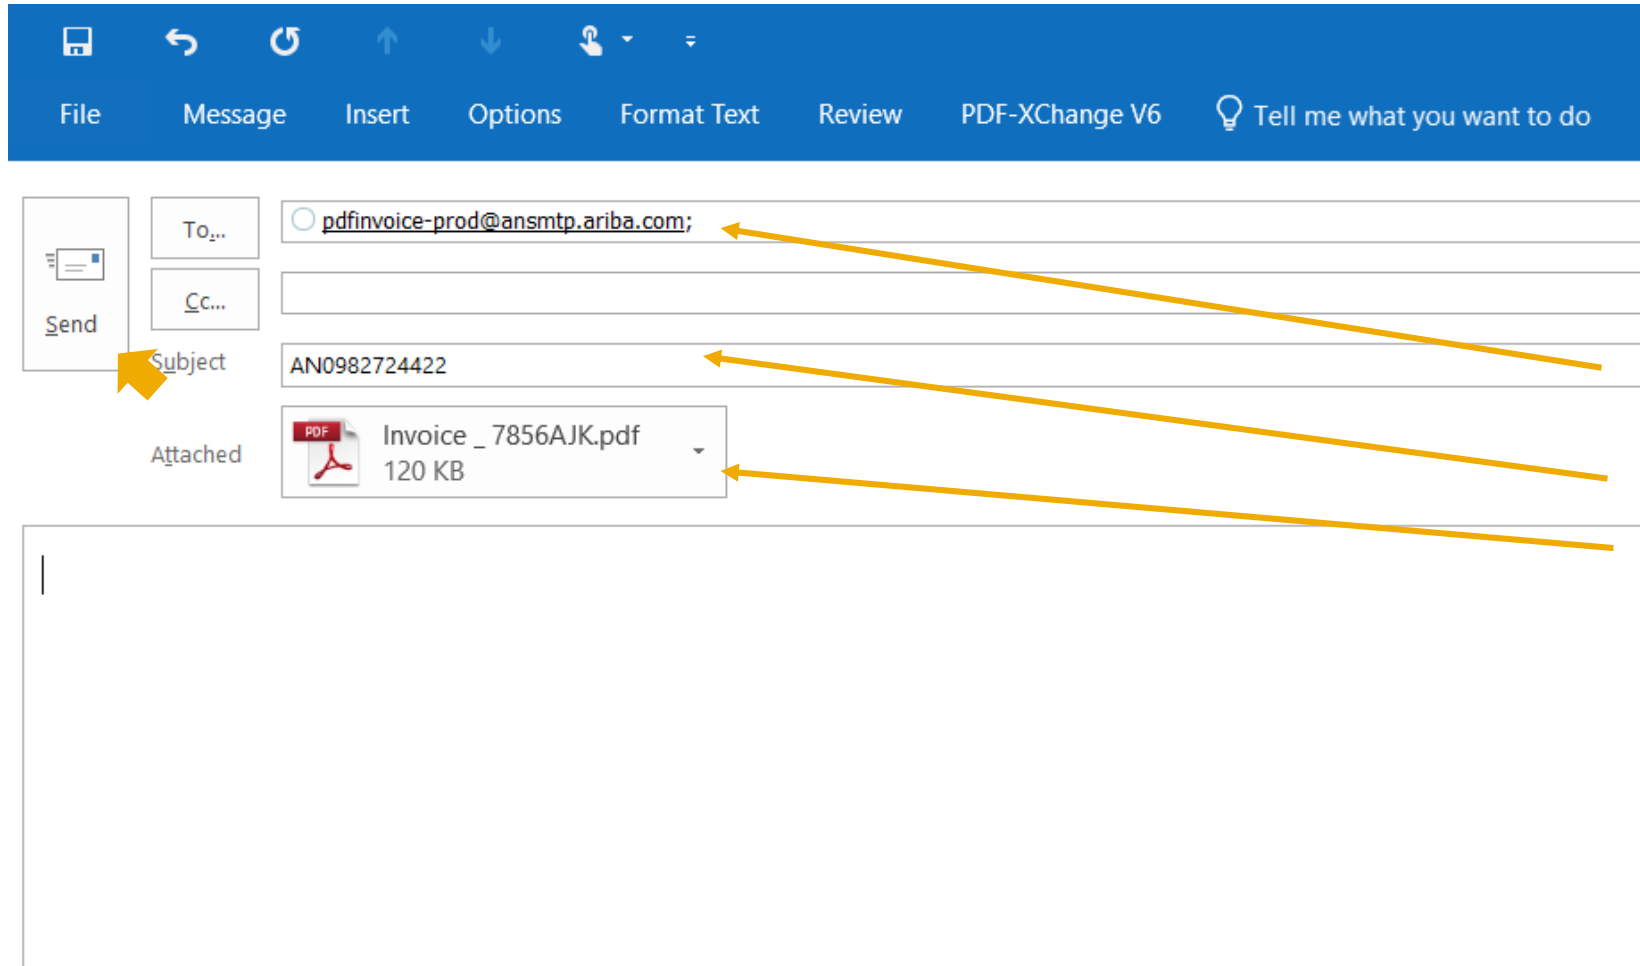 File Message Insert Options Format Text Review PDF-XChange V6 Tell me what you want to do
To... pdfinvoice-prod@ansmtp.ariba.com;
Cc...
Send
Subject AN0982724422
PDF Invoice _ 7856AJK.pdf
Attached
120 KB